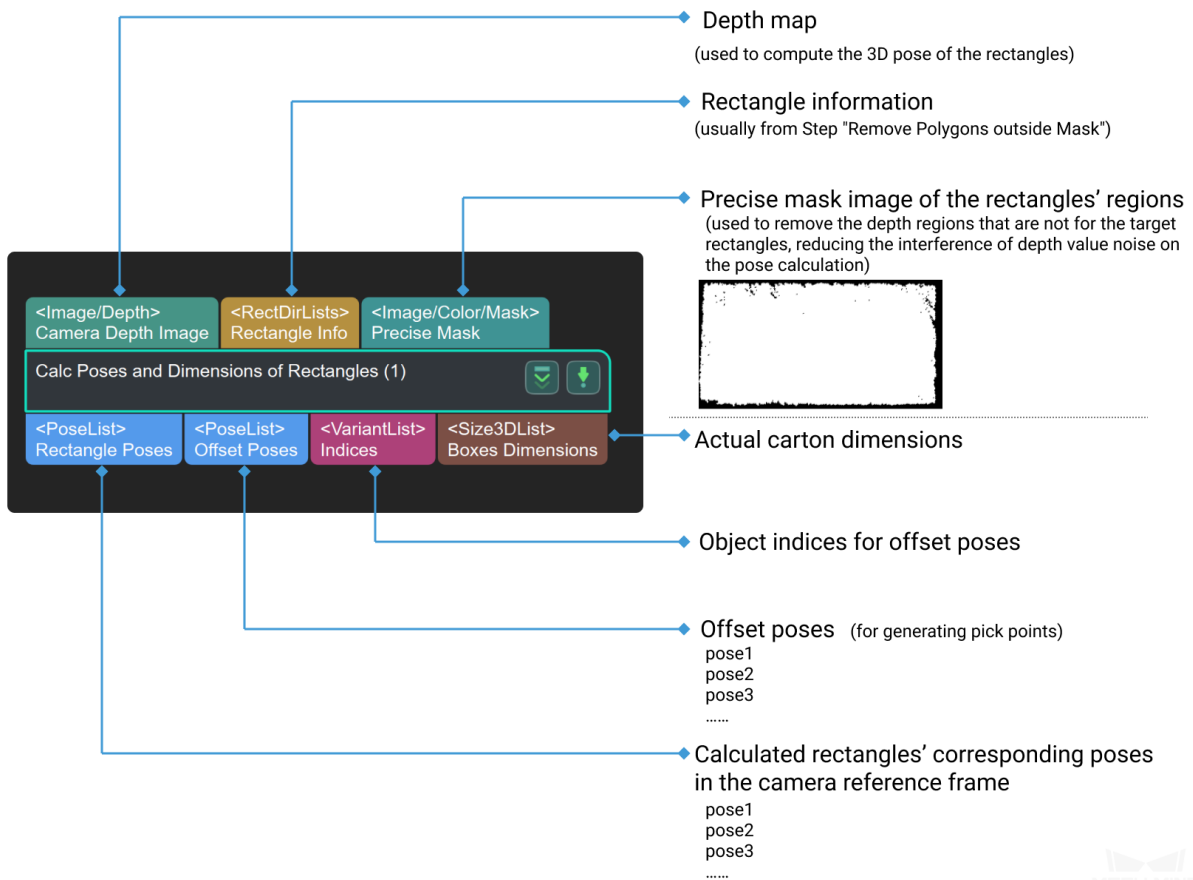 Depth map
(used to compute the 3D pose of the rectangles)
Rectangle information
(usually from Step "Remove Polygons outside Mask")
Precise mask image of the rectangles’ regions
(used to remove the depth regions that are not for the target
rectangles, reducing the interference of depth value noise on
the pose calculation)
<Image/Depth>
Camera Depth Image
<RectDirLists>
Rectangle Info
<Image/Color/Mask>
Precise Mask
Calc Poses and Dimensions of Rectangles (1)
<PoseList>
Rectangle Poses
<PoseList>
Offset Poses
<VariantList>
Indices
<Size3DList>
Boxes Dimensions
Actual carton dimensions
Object indices for offset poses
Offset poses (for generating pick points)
pose1
pose2
pose3
......
Calculated rectangles’ corresponding poses
in the camera reference frame
pose1
pose2
pose3
......